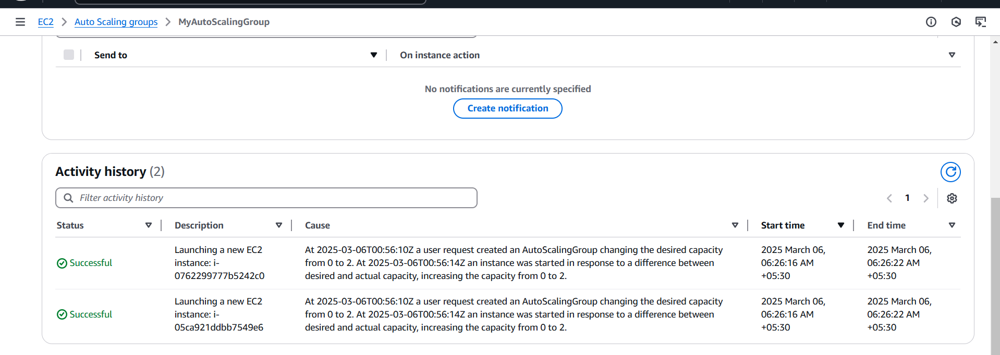 EC2 Auto Scaling groups MyAutoScalingGroup
Send to On instance action
No notifications are currently specified
Create notification
Activity history (2)
Filter activity history
1
Status Description Cause Start time End time
Successful
Launching a new EC2
instance: i-
0762299777b5242c0
At 2025-03-06T00:56:10Z a user request created an AutoScalingGroup changing the desired capacity
from 0 to 2. At 2025-03-06T00:56:14Z an instance was started in response to a difference between
desired and actual capacity, increasing the capacity from 0 to 2.
2025 March 06,
06:26:16 AM
+05:30
2025 March 06,
06:26:22 AM
+05:30
Successful
Launching a new EC2
instance: i-
05ca921ddbb7549e6
At 2025-03-06T00:56:10Z a user request created an AutoScalingGroup changing the desired capacity
from 0 to 2. At 2025-03-06T00:56:14Z an instance was started in response to a difference between
desired and actual capacity, increasing the capacity from 0 to 2.
2025 March 06,
06:26:16 AM
+05:30
2025 March 06,
06:26:22 AM
+05:30